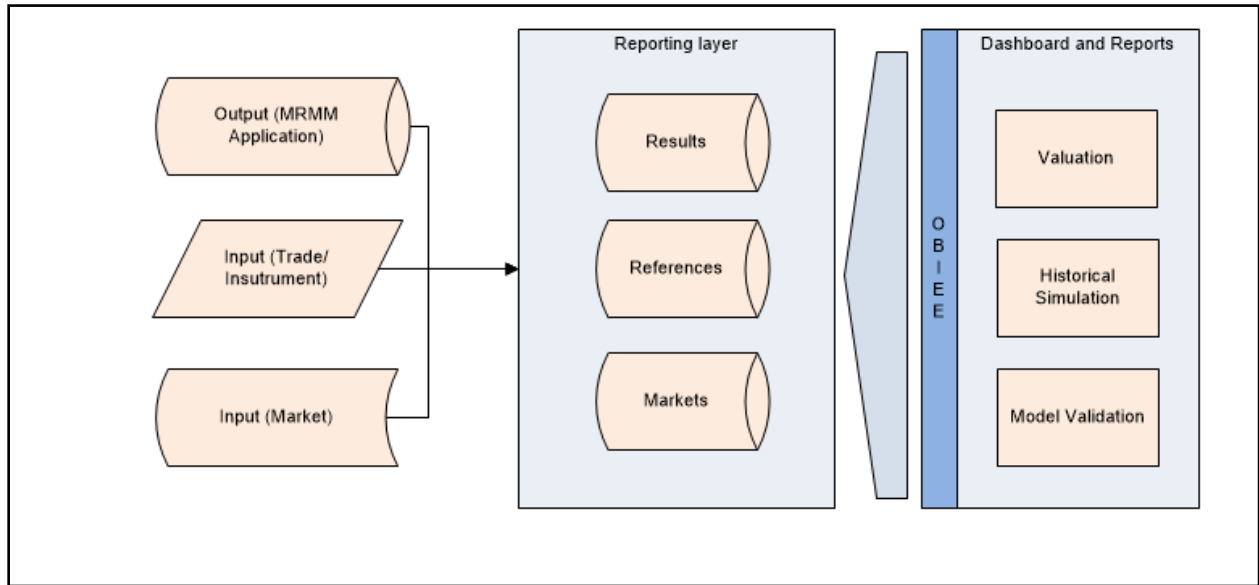 Output (MRMM
Application)
Input (Trade/
Insutrument)
Input (Market)
Reporting layer
Results
References
Markets
O
B
I
E
E
Dashboard and Reports
Valuation
Historical
Simulation
Model Validation